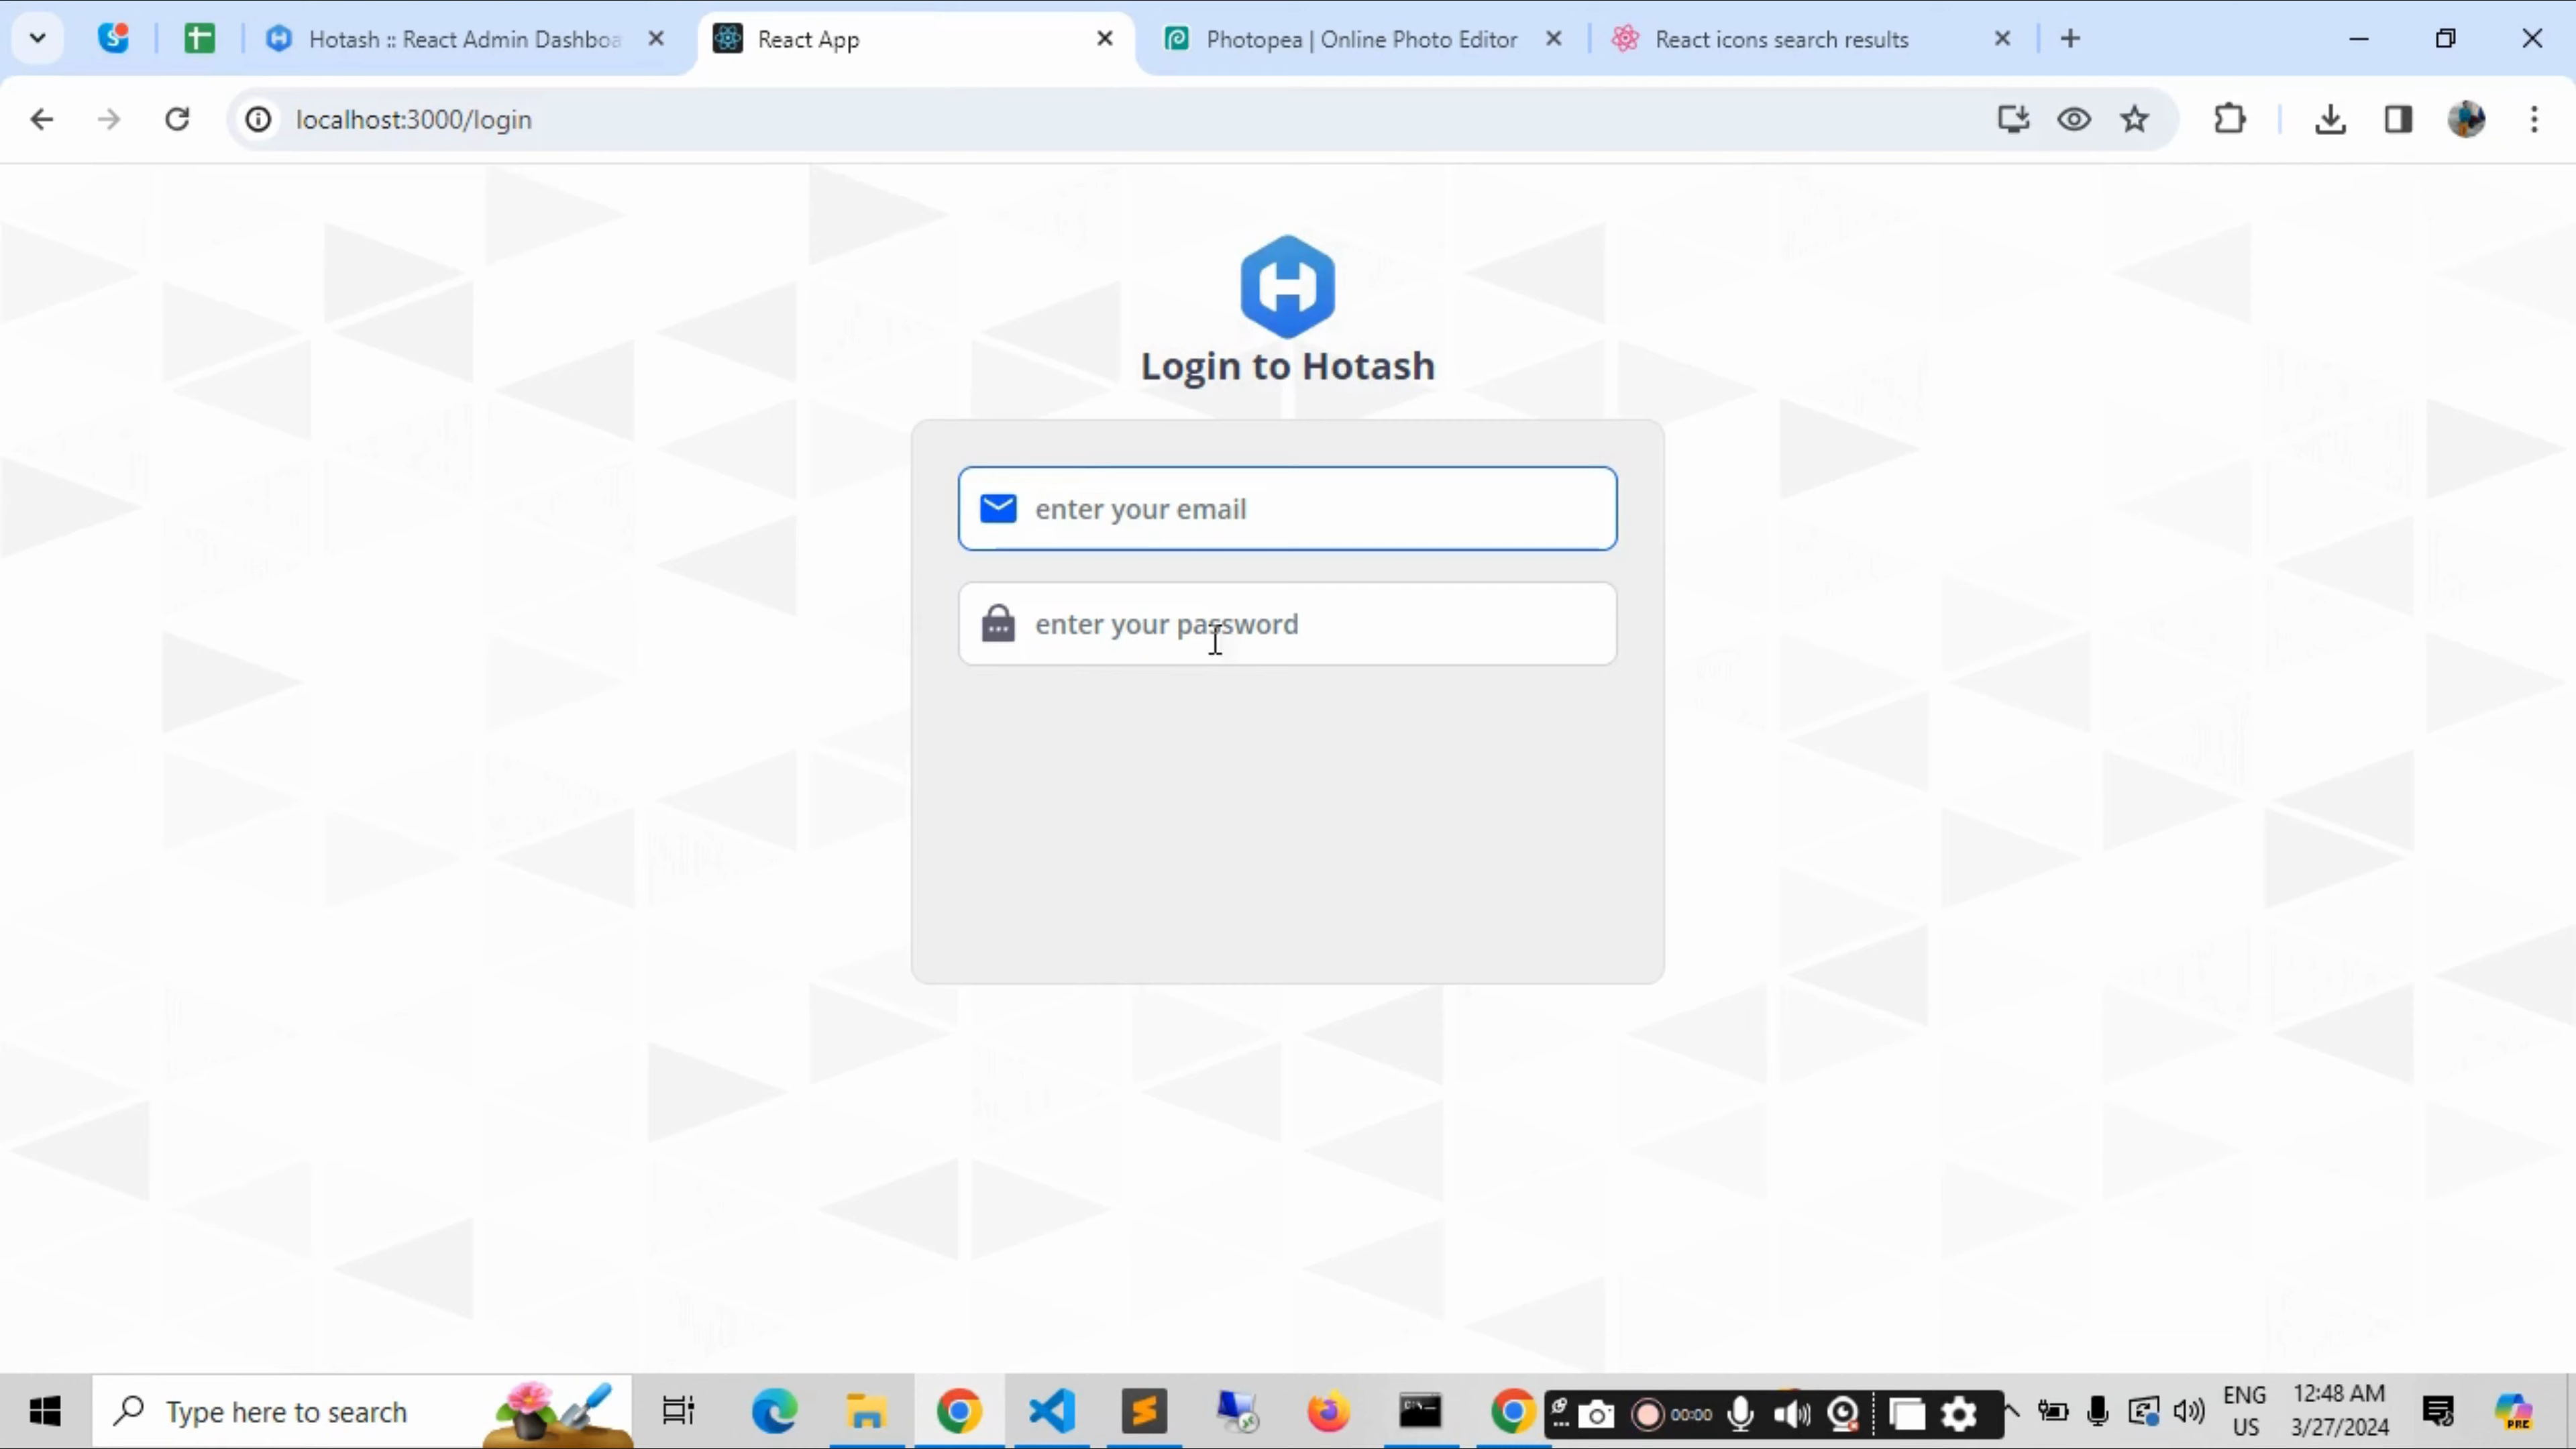 Hotash :: React Admin Dashboa
React App
Photopea | Online Photo Editor
React icons search results
localhost:3000/login
Login to Hotash
enter your email
enter your password
Type here to search
00:00
ENG
US
12:48 AM
3/27/2024
PRE